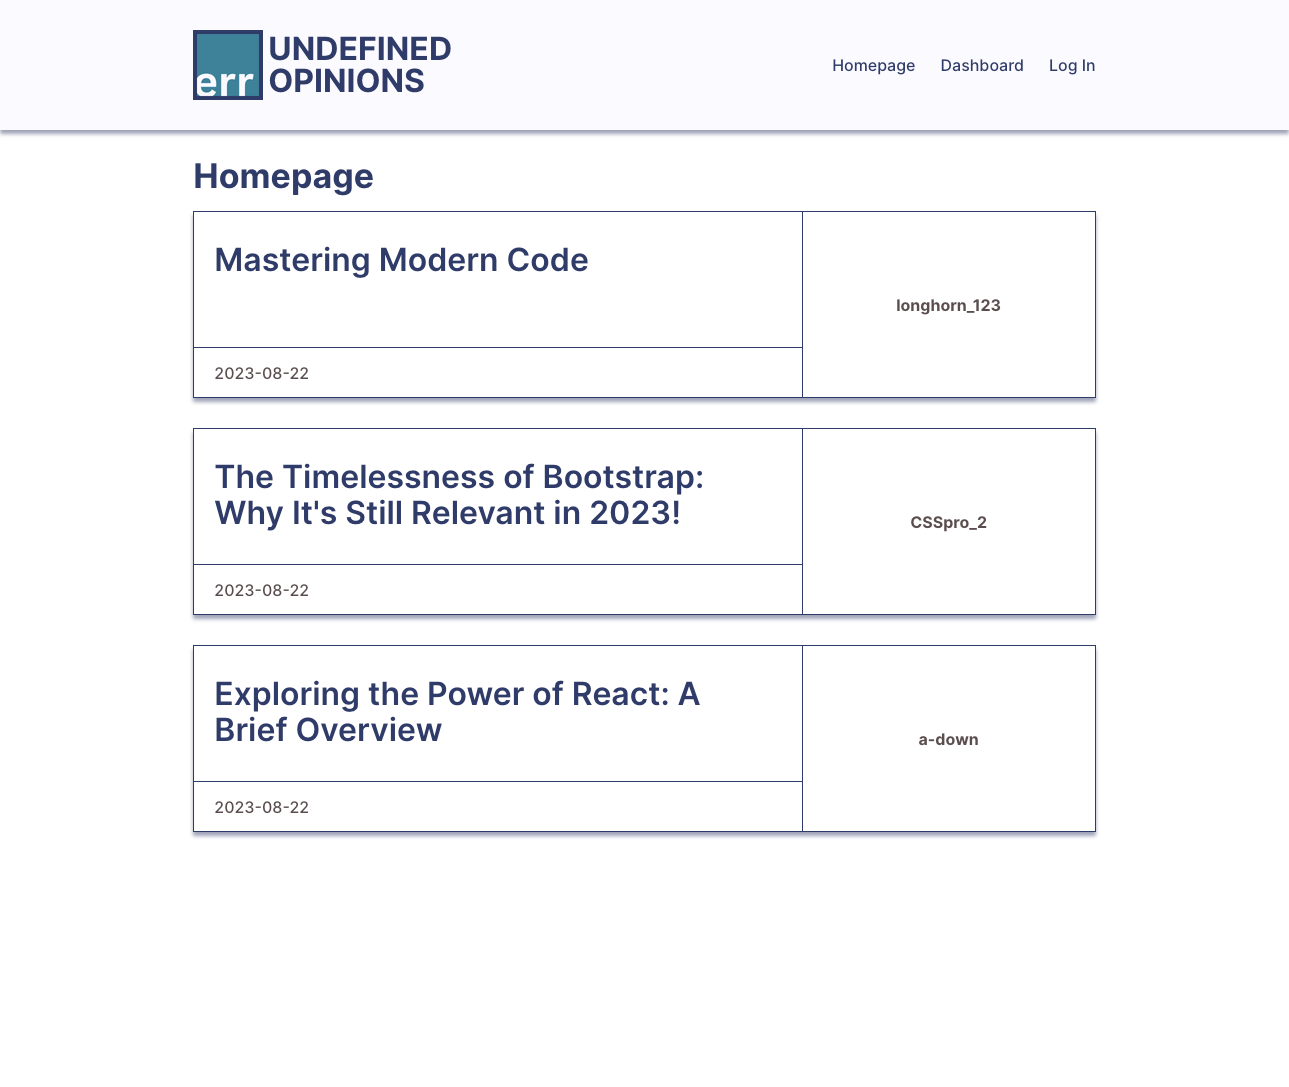 err
UNDEFINED
OPINIONS
Homepage Dashboard Log In
Homepage
Mastering Modern Code
longhorn_123
2023-08-22
The Timelessness of Bootstrap:
Why It's Still Relevant in 2023!
CSSpro_2
2023-08-22
Exploring the Power of React: A
Brief Overview
a-down
2023-08-22